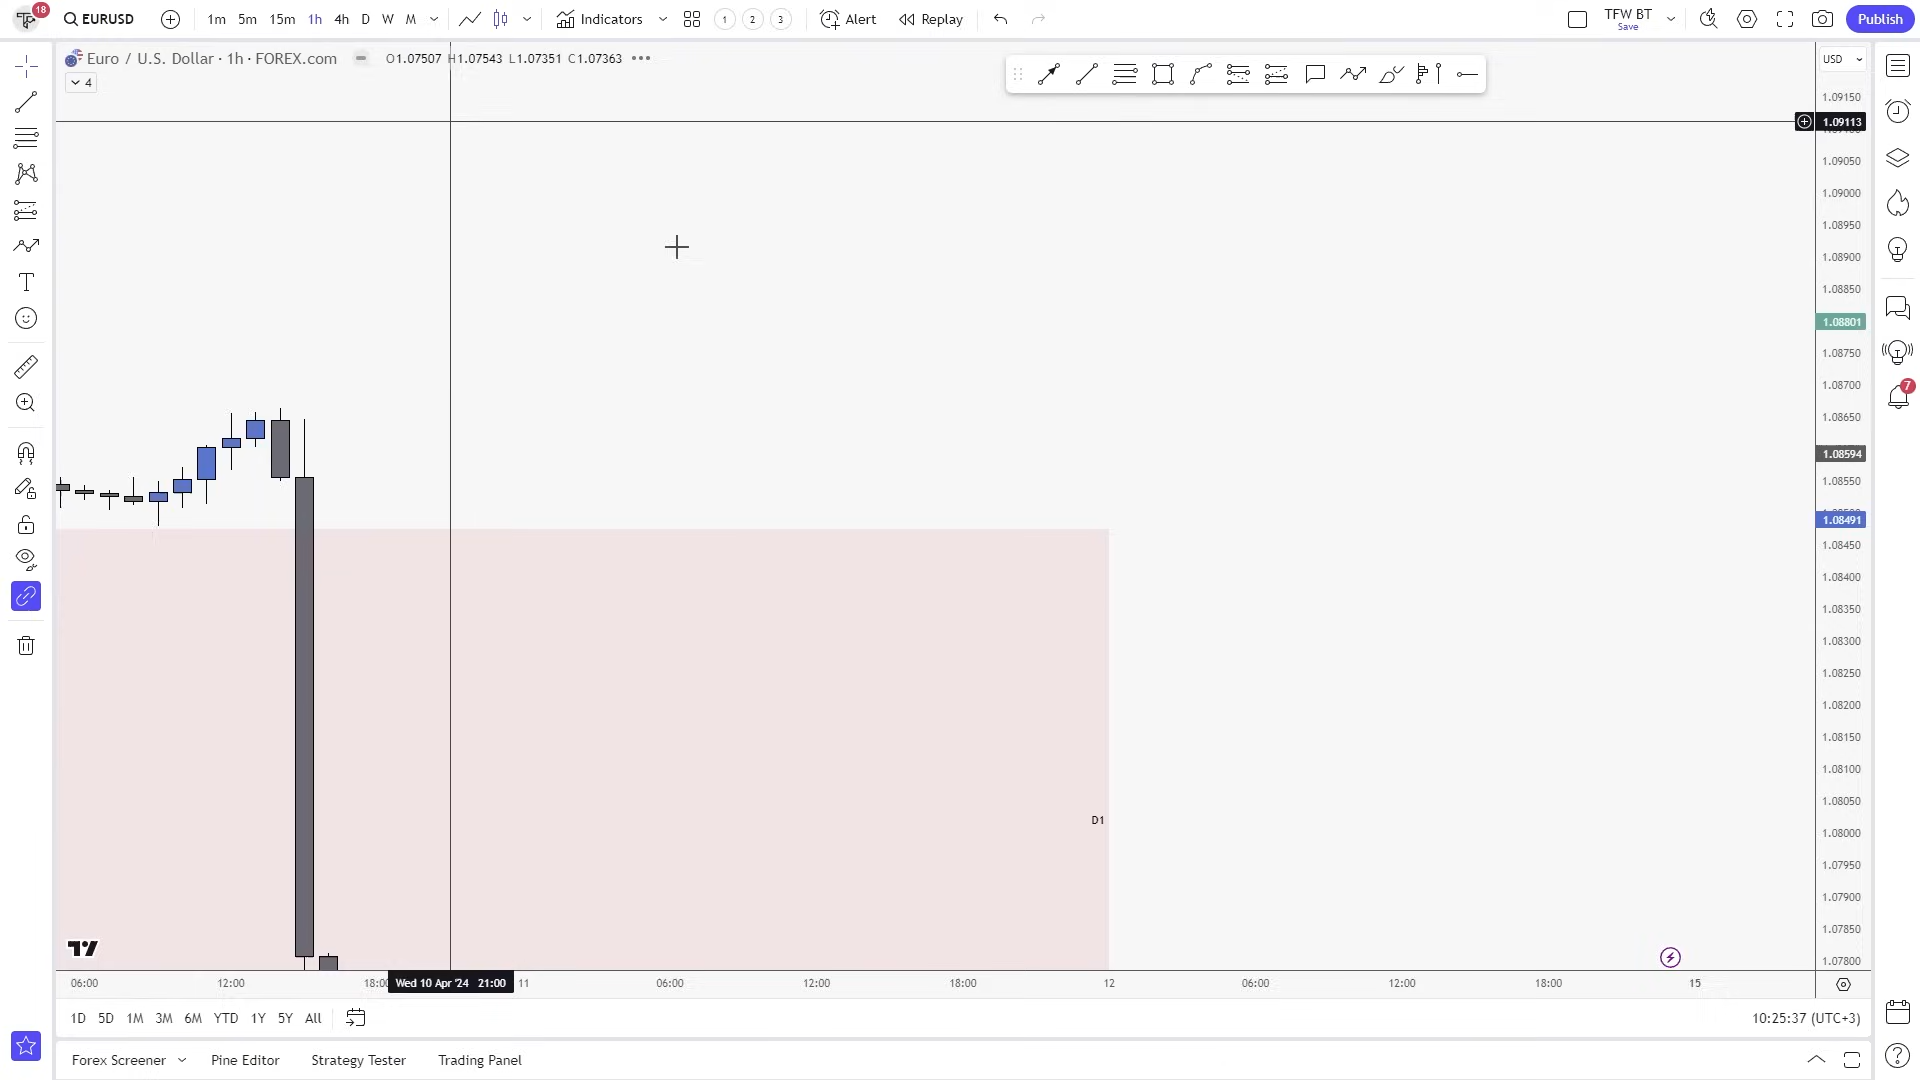 18
EURUSD
1m 5m 15m 1h 4h D W M
Indicators
1 2 3
Alert
Replay
TFW BT
Save
Publish
Euro / U.S. Dollar · 1h · FOREX.com
O1.07507 H1.07543 L1.07351 C1.07363
4
USD
1.09150
1.09113
1.09050
1.09000
1.08950
1.08900
1.08850
1.08801
1.08750
1.08700
1.08650
1.08594
1.08550
1.08491
1.08450
1.08400
1.08350
1.08300
1.08250
1.08200
1.08150
1.08100
1.08050
1.08000
1.07950
1.07900
1.07850
1.07800
7
D1
06:00 12:00 18:00 Wed 10 Apr '24 21:00 11 06:00 12:00 18:00 12 06:00 12:00 18:00 15
1D 5D 1M 3M 6M YTD 1Y 5Y All
10:25:37 (UTC+3)
Forex Screener Pine Editor Strategy Tester Trading Panel